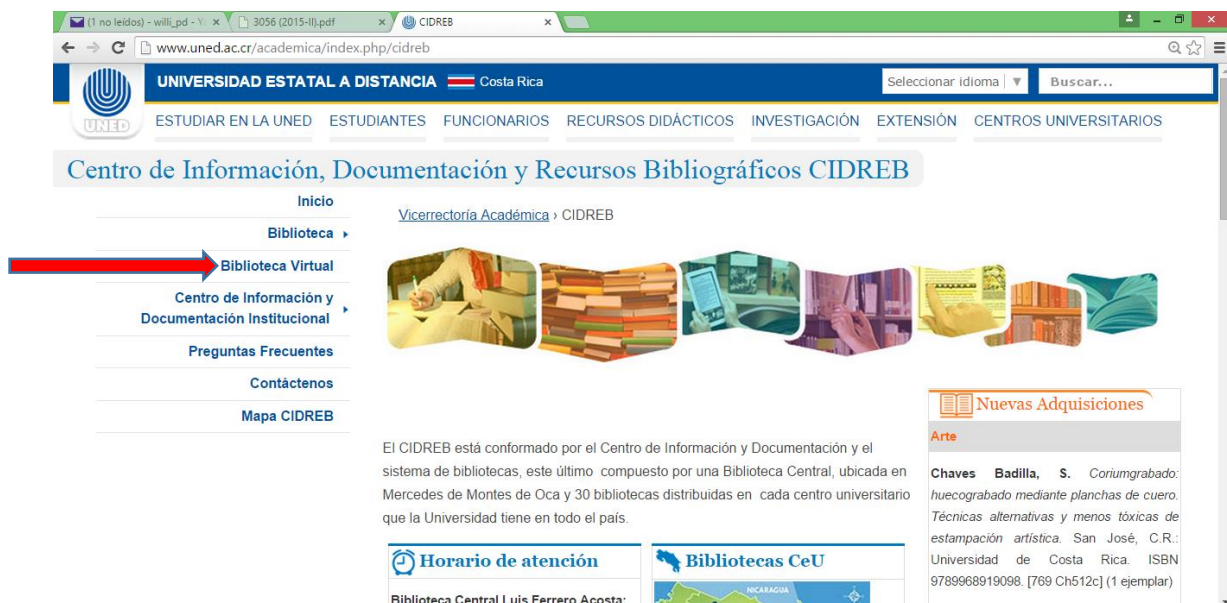 (1 no leídos) - willi_pd - Y
3056 (2015-II).pdf
CIDREB
www.uned.ac.cr/academica/index.php/cidreb
UNED
UNIVERSIDAD ESTATAL A DISTANCIA Costa Rica
Seleccionar idioma
Buscar...
ESTUDIAR EN LA UNED ESTUDIANTES FUNCIONARIOS RECURSOS DIDÁCTICOS INVESTIGACIÓN EXTENSIÓN CENTROS UNIVERSITARIOS
Centro de Información, Documentación y Recursos Bibliográficos CIDREB
Inicio
Biblioteca
Biblioteca Virtual
Centro de Información y
Documentación Institucional
Preguntas Frecuentes
Contáctenos
Mapa CIDREB
Vicerrectoría Académica › CIDREB
El CIDREB está conformado por el Centro de Información y Documentación y el
sistema de bibliotecas, este último compuesto por una Biblioteca Central, ubicada en
Mercedes de Montes de Oca y 30 bibliotecas distribuidas en cada centro universitario
que la Universidad tiene en todo el país.
Horario de atención
Biblioteca Central Luis Ferrero Acosta:
Bibliotecas CeU
NICARAGUA
Nuevas Adquisiciones
Arte
Chaves Badilla, S. Coriumgrabado:
huecograbado mediante planchas de cuero.
Técnicas alternativas y menos tóxicas de
estampación artística. San José, C.R.:
Universidad de Costa Rica. ISBN
9789968919098. [769 Ch512c] (1 ejemplar)